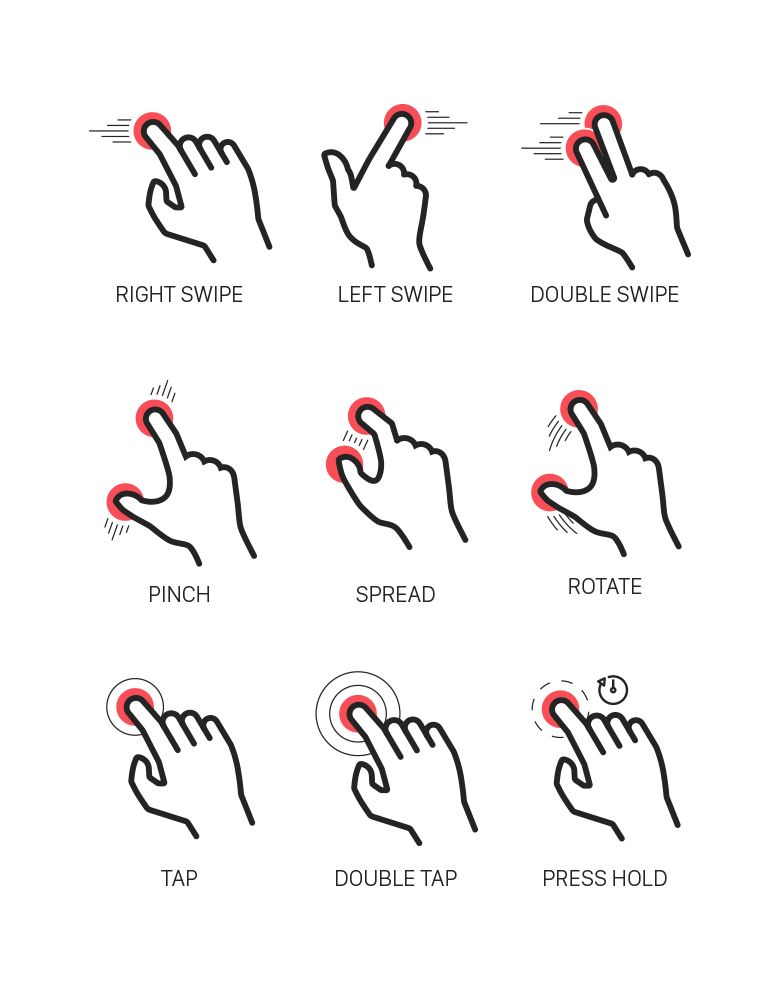 RIGHT SWIPE
LEFT SWIPE
DOUBLE SWIPE
PINCH
SPREAD
ROTATE
TAP
DOUBLE TAP
PRESS HOLD